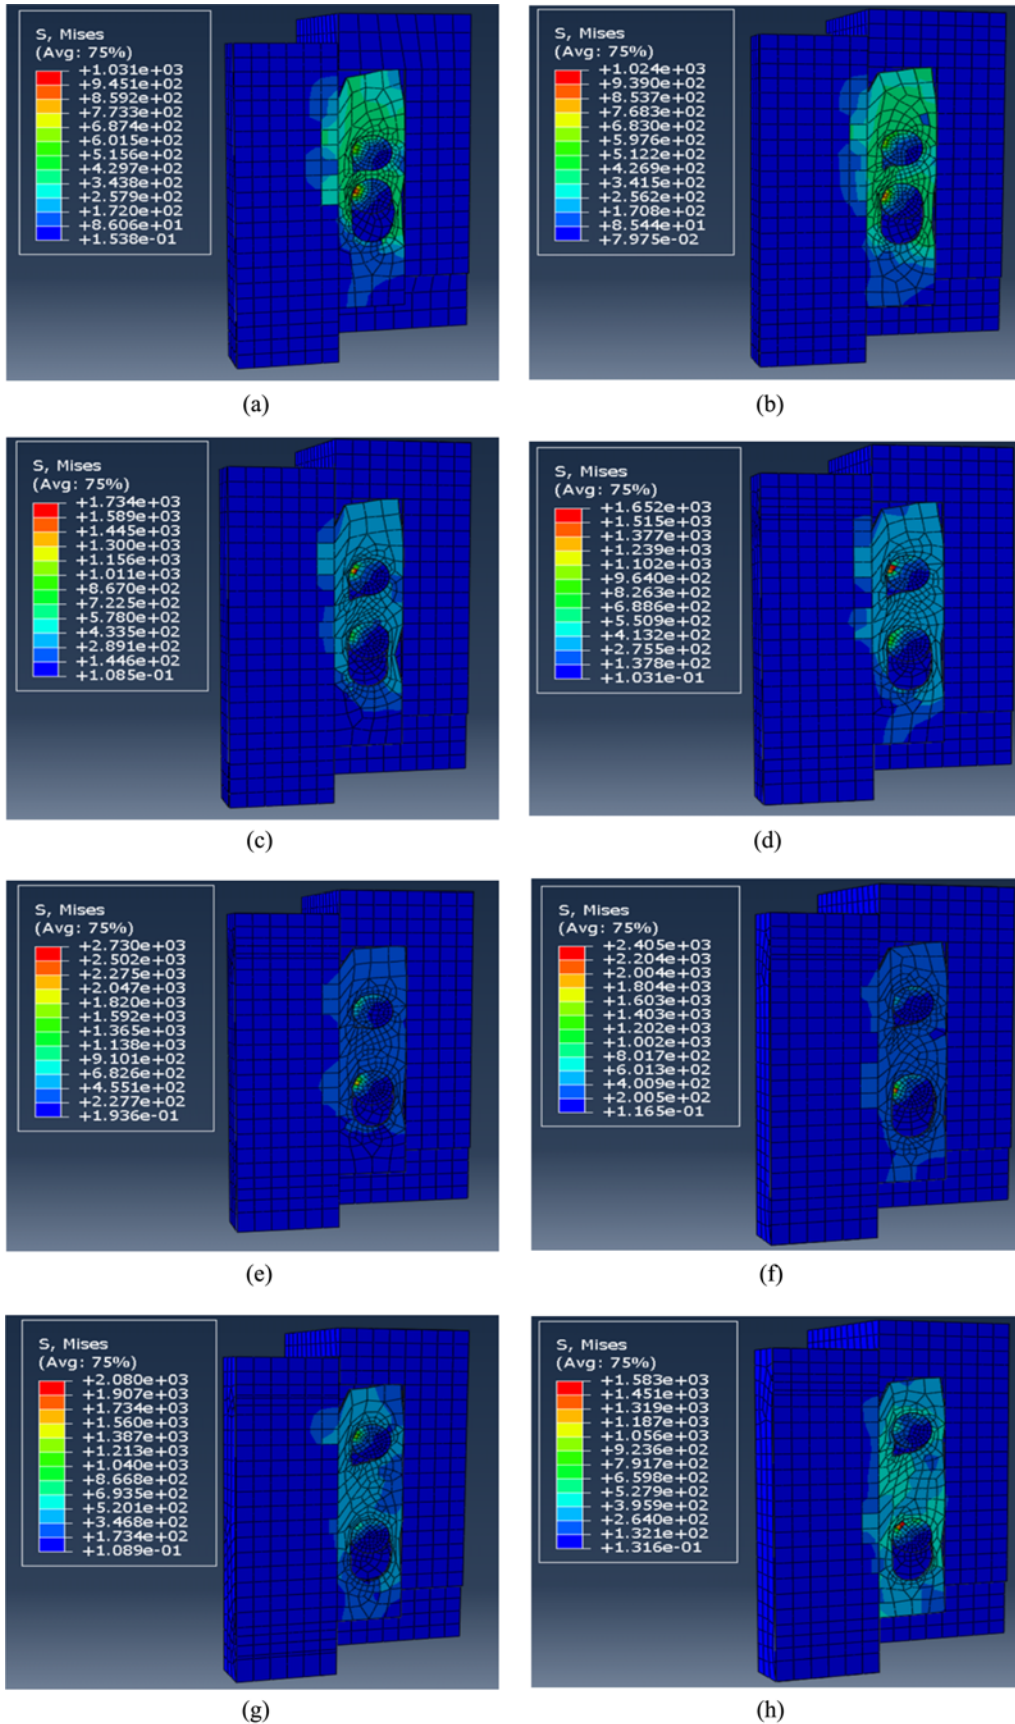 S, Mises
(Avg: 75%)
+1.031e+03
+9.451e+02
+8.592e+02
+7.733e+02
+6.874e+02
+6.015e+02
+5.156e+02
+4.297e+02
+3.438e+02
+2.579e+02
+1.720e+02
+8.606e+01
+1.538e-01
(a)
S, Mises
(Avg: 75%)
+1.024e+03
+9.390e+02
+8.537e+02
+7.683e+02
+6.830e+02
+5.976e+02
+5.122e+02
+4.269e+02
+3.415e+02
+2.562e+02
+1.708e+02
+8.544e+01
+7.975e-02
(b)
S, Mises
(Avg: 75%)
+1.734e+03
+1.589e+03
+1.445e+03
+1.300e+03
+1.156e+03
+1.011e+03
+8.670e+02
+7.225e+02
+5.780e+02
+4.335e+02
+2.891e+02
+1.446e+02
+1.085e-01
(c)
S, Mises
(Avg: 75%)
+1.652e+03
+1.515e+03
+1.377e+03
+1.239e+03
+1.102e+03
+9.640e+02
+8.263e+02
+6.886e+02
+5.509e+02
+4.132e+02
+2.755e+02
+1.378e+02
+1.031e-01
(d)
S, Mises
(Avg: 75%)
+2.730e+03
+2.502e+03
+2.275e+03
+2.047e+03
+1.820e+03
+1.592e+03
+1.365e+03
+1.138e+03
+9.101e+02
+6.826e+02
+4.551e+02
+2.277e+02
+1.936e-01
(e)
S, Mises
(Avg: 75%)
+2.405e+03
+2.204e+03
+2.004e+03
+1.804e+03
+1.603e+03
+1.403e+03
+1.202e+03
+1.002e+03
+8.017e+02
+6.013e+02
+4.009e+02
+2.005e+02
+1.165e-01
(f)
S, Mises
(Avg: 75%)
+2.080e+03
+1.907e+03
+1.734e+03
+1.560e+03
+1.387e+03
+1.213e+03
+1.040e+03
+8.668e+02
+6.935e+02
+5.201e+02
+3.468e+02
+1.734e+02
+1.089e-01
(g)
S, Mises
(Avg: 75%)
+1.583e+03
+1.451e+03
+1.319e+03
+1.187e+03
+1.056e+03
+9.236e+02
+7.917e+02
+6.598e+02
+5.279e+02
+3.959e+02
+2.640e+02
+1.321e+02
+1.316e-01
(h)